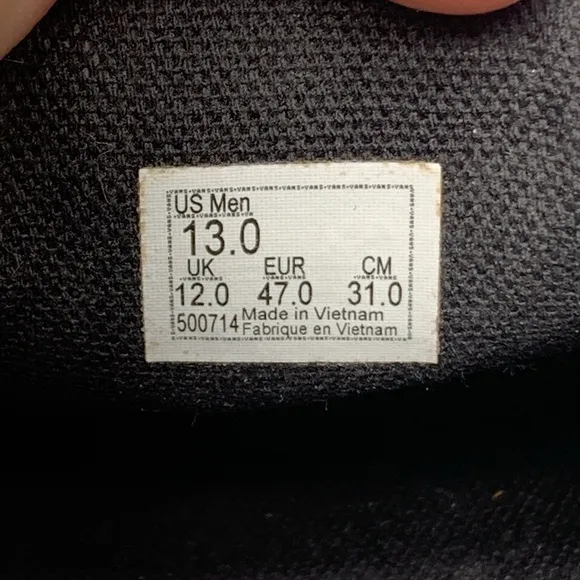 US Men
13.0
UK EUR CM
12.0 47.0 31.0
500714 Made in Vietnam
Fabrique en Vietnam